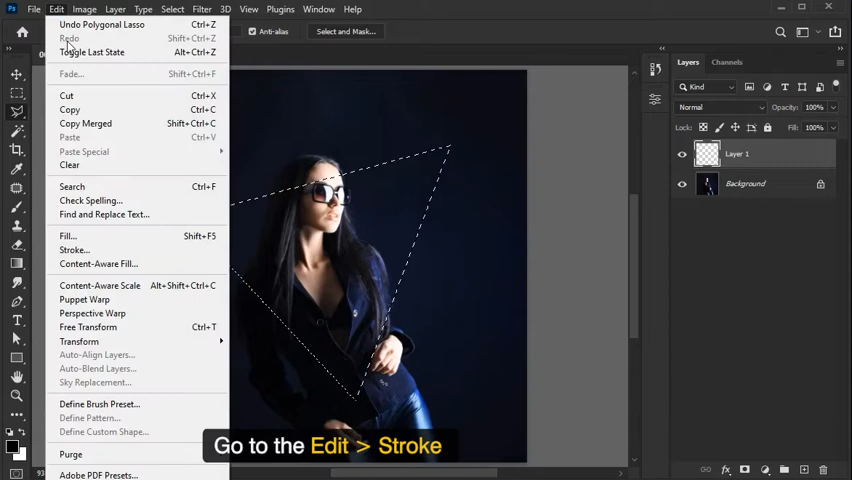 Ps File Edit Image Layer Type Select Filter 3D View Plugins Window Help
Anti-alias Select and Mask...
Undo Polygonal Lasso Ctrl+Z
Redo Shift+Ctrl+Z
Toggle Last State Alt+Ctrl+Z
Fade... Shift+Ctrl+F
Cut Ctrl+X
Copy Ctrl+C
Copy Merged Shift+Ctrl+C
Paste Ctrl+V
Paste Special
Clear
Search Ctrl+F
Check Spelling...
Find and Replace Text...
Fill... Shift+F5
Stroke...
Content-Aware Fill...
Content-Aware Scale Alt+Shift+Ctrl+C
Puppet Warp
Perspective Warp
Free Transform Ctrl+T
Transform
Auto-Align Layers...
Auto-Blend Layers...
Sky Replacement...
Define Brush Preset...
Define Pattern...
Define Custom Shape...
Purge
Adobe PDF Presets...
Layers Channels
Kind
Normal Opacity: 100%
Lock: Fill: 100%
Layer 1
Background
Go to the Edit > Stroke